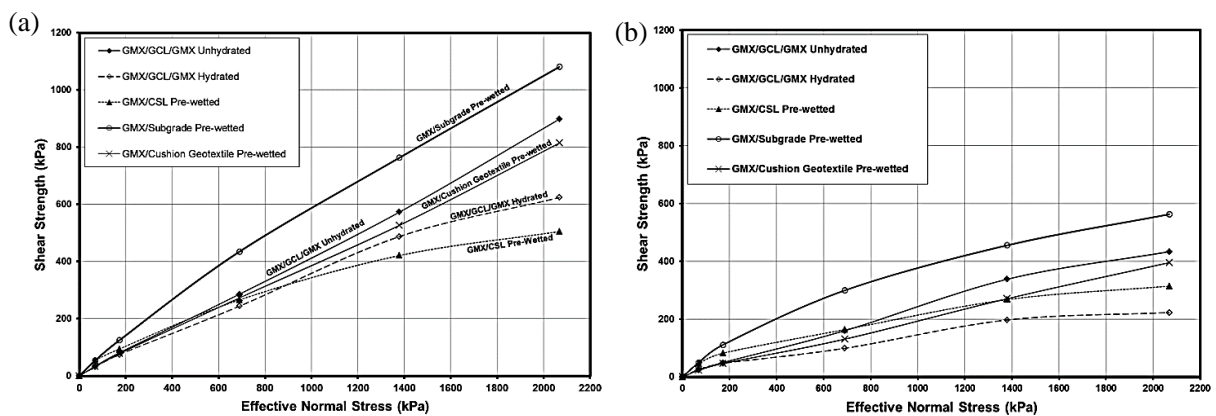 (a)
1200
1000
800
600
400
200
0
Shear Strength (kPa)
GMX/GCL/GMX Unhydrated
GMX/GCL/GMX Hydrated
GMX/CSL Pre-wetted
GMX/Subgrade Pre-wetted
GMX/Cushion Geotextile Pre-wetted
GMX/Subgrade Pre-wetted
GMX/GCL/GMX Unhydrated
GMX/Cushion Geotextile Pre-wetted
GMX/GCL/GMX Hydrated
GMX/CSL Pre-Wetted
0 200 400 600 800 1000 1200 1400 1600 1800 2000 2200
Effective Normal Stress (kPa)
(b)
1200
1000
800
600
400
200
0
Shear Strength (kPa)
GMX/GCL/GMX Unhydrated
GMX/GCL/GMX Hydrated
GMX/CSL Pre-wetted
GMX/Subgrade Pre-wetted
GMX/Cushion Geotextile Pre-wetted
0 200 400 600 800 1000 1200 1400 1600 1800 2000 2200
Effective Normal Stress (kPa)